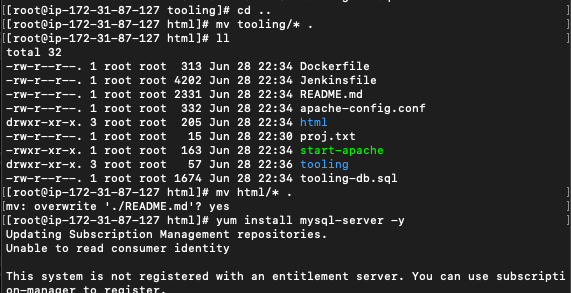 [[root@ip-172-31-87-127 tooling]# cd ..
[[root@ip-172-31-87-127 html]# mv tooling/* .
[[root@ip-172-31-87-127 html]# ll
total 32
-rw-r--r--. 1 root root  313 Jun 28 22:34 Dockerfile
-rw-r--r--. 1 root root 4202 Jun 28 22:34 Jenkinsfile
-rw-r--r--. 1 root root 2331 Jun 28 22:34 README.md
-rw-r--r--. 1 root root  332 Jun 28 22:34 apache-config.conf
drwxr-xr-x. 3 root root  205 Jun 28 22:34 html
-rw-r--r--. 1 root root   15 Jun 28 22:30 proj.txt
-rwxr-xr-x. 1 root root  163 Jun 28 22:34 start-apache
drwxr-xr-x. 3 root root   57 Jun 28 22:36 tooling
-rw-r--r--. 1 root root 1674 Jun 28 22:34 tooling-db.sql
[[root@ip-172-31-87-127 html]# mv html/* .
[mv: overwrite './README.md'? yes
[[root@ip-172-31-87-127 html]# yum install mysql-server -y
Updating Subscription Management repositories.
Unable to read consumer identity
This system is not registered with an entitlement server. You can use subscripti
on-manager to register.